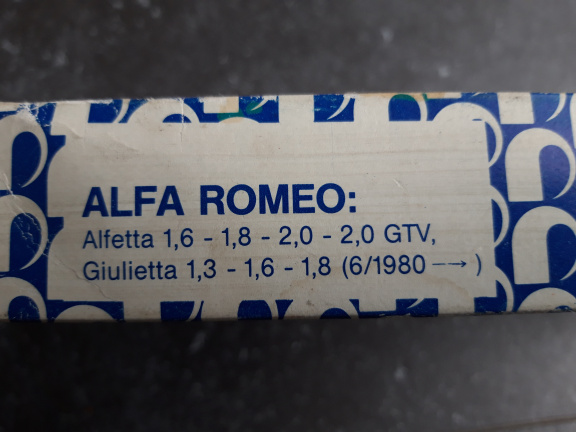 ALFA ROMEO:
Alfetta 1,6 - 1,8 - 2,0 - 2,0 GTV,
Giulietta 1,3 - 1,6 - 1,8 (6/1980 → )